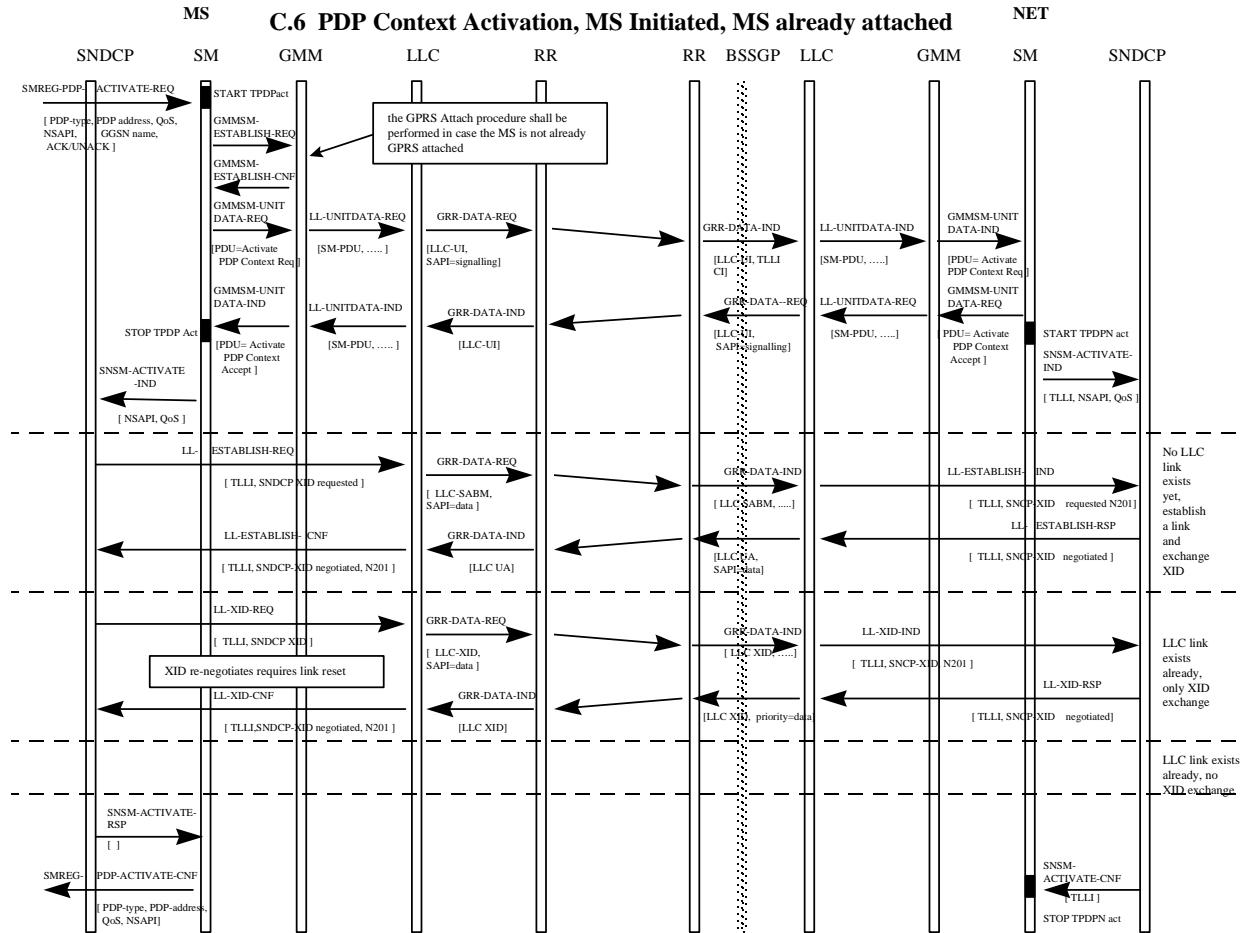 MS
NET
C.6 PDP Context Activation, MS Initiated, MS already attached
SNDCP
SM
GMM
LLC
RR
RR
BSSGP
LLC
GMM
SM
SNDCP
SMREG-PDP- ACTIVATE-REQ
START TPDPact
[ PDP-type, PDP address, QoS,
NSAPI, GGSN name,
ACK/UNACK ]
GMMSM-
ESTABLISH-REQ
the GPRS Attach procedure shall be
performed in case the MS is not already
GPRS attached
GMMSM-
ESTABLISH-CNF
GMMSM-UNIT
DATA-REQ
LL-UNITDATA-REQ
GRR-DATA-REQ
GRR-DATA-IND
LL-UNITDATA-IND
GMMSM-UNIT
DATA-IND
[PDU=Activate
PDP Context Req ]
[SM-PDU, ….. ]
[LLC-UI,
SAPI=signalling]
[LLC-UI, TLLI
CI]
[SM-PDU, …..]
[PDU= Activate
PDP Context Req ]
GMMSM-UNIT
DATA-IND
LL-UNITDATA-IND
GRR-DATA-IND
GRR-DATA--REQ
LL-UNITDATA-REQ
GMMSM-UNIT
DATA-REQ
STOP TPDP Act
[PDU= Activate
PDP Context
Accept ]
[SM-PDU, ….. ]
[LLC-UI]
[LLC-UI,
SAPI=signalling]
[SM-PDU, …..]
[ PDU= Activate
PDP Context
Accept ]
START TPDPN act
SNSM-ACTIVATE
-IND
SNSM-ACTIVATE-
IND
[ NSAPI, QoS ]
[ TLLI, NSAPI, QoS ]
LL- ESTABLISH-REQ
GRR-DATA-REQ
GRR-DATA-IND
LL-ESTABLISH- IND
[ TLLI, SNDCP XID requested ]
[ LLC-SABM,
SAPI=data ]
[ LLC SABM, .....]
[ TLLI, SNCP-XID requested N201]
No LLC
link
exists
yet,
establish
a link
and
exchange
XID
LL-ESTABLISH- CNF
GRR-DATA-IND
LL- ESTABLISH-RSP
[ TLLI, SNDCP-XID negotiated, N201 ]
[LLC UA]
[LLC UA,
SAPI=data]
[ TLLI, SNCP-XID negotiated ]
LL-XID-REQ
GRR-DATA-REQ
GRR-DATA-IND
LL-XID-IND
[ TLLI, SNDCP XID ]
[ LLC-XID,
SAPI=data ]
[ LLC XID, …..]
[ TLLI, SNCP-XID, N201 ]
LLC link
exists
already,
only XID
exchange
XID re-negotiates requires link reset
LL-XID-CNF
GRR-DATA-IND
LL-XID-RSP
[ TLLI,SNDCP-XID negotiated, N201 ]
[LLC XID]
[LLC XID, priority=data]
[ TLLI, SNCP-XID negotiated]
LLC link exists
already, no
XID exchange
SNSM-ACTIVATE-
RSP
[ ]
SMREG- PDP-ACTIVATE-CNF
[ PDP-type, PDP-address,
QoS, NSAPI]
SNSM-
ACTIVATE-CNF
[ TLLI ]
STOP TPDPN act